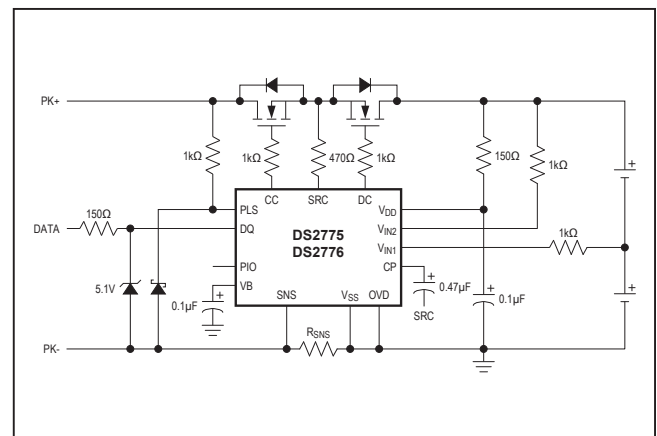 PK+
1kΩ
1kΩ
470Ω
1kΩ
150Ω
1kΩ
CC
SRC
DC
DATA
150Ω
PLS
DQ
PIO
VB
DS2775
DS2776
VDD
VIN2
VIN1
CP
1kΩ
+
+
5.1V
0.1µF
+
SNS
VSS
OVD
+
0.47µF
SRC
+
0.1µF
PK-
RSNS